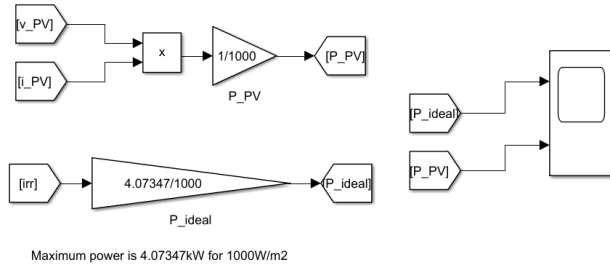 [v_PV]
[i_PV]
x
1/1000
[P_PV]
P_PV
[irr]
4.07347/1000
[P_ideal]
P_ideal
Maximum power is 4.07347kW for 1000W/m2
[P_ideal]
[P_PV]